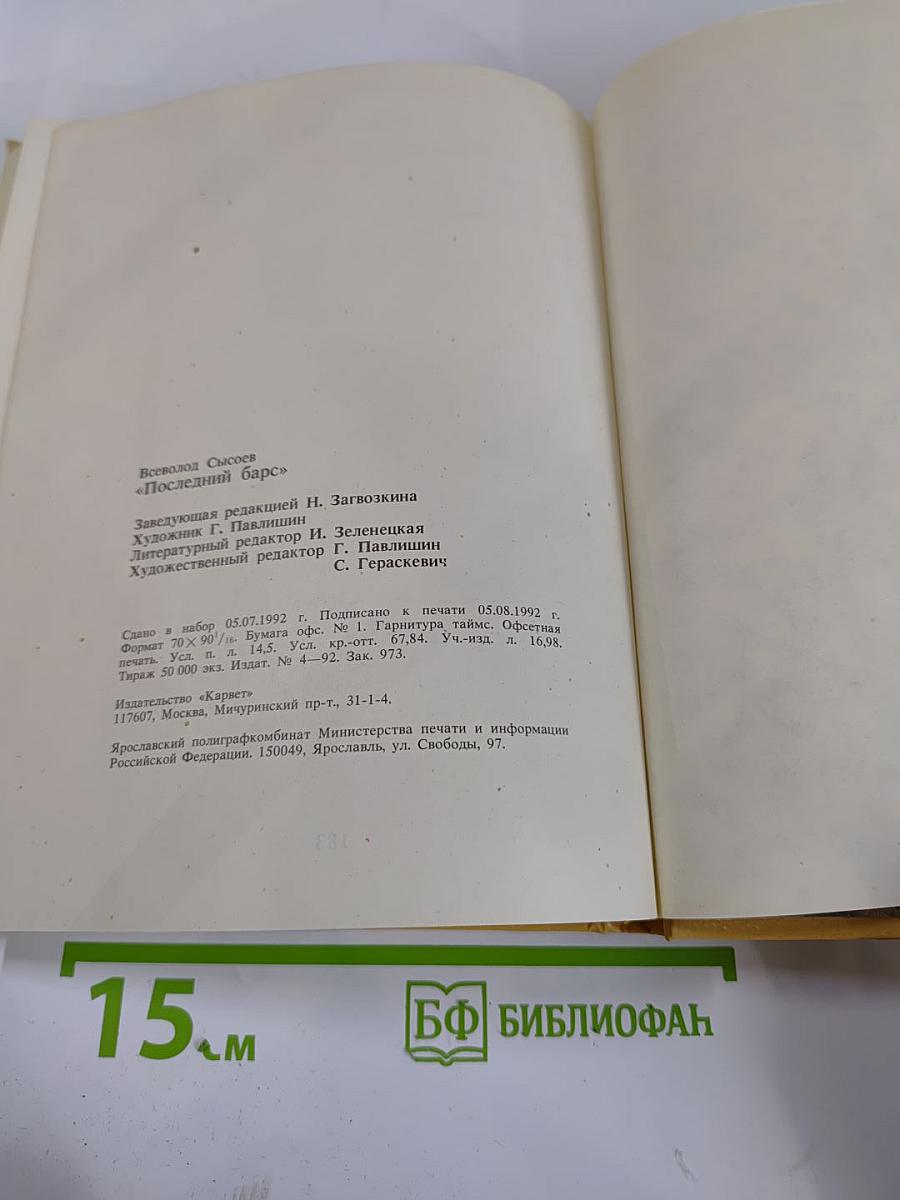 Всеволод Сысоев
«Последний барс»
Заведующая редакцией Н. Загвозкина
Художник Г. Павлишин
Литературный редактор И. Зеленецкая
Художественный редактор Г. Павлишин
С. Гераскевич
Сдано в набор 05.07.1992 г. Подписано к печати 05.08.1992 г.
Формат 70×90¹/₁₆. Бумага офс. № 1. Гарнитура таймс. Офсетная
печать. Усл. п. л. 14,5. Усл. кр.-отт. 67,84. Уч.-изд. л. 16,98.
Тираж 50 000 экз. Издат. № 4—92. Зак. 973.
Издательство «Карвет»
117607, Москва, Мичуринский пр-т., 31-1-4.
Ярославский полиграфкомбинат Министерства печати и информации
Российской Федерации. 150049, Ярославль, ул. Свободы, 97.
183
15 см
БФ БИБЛИОФАН